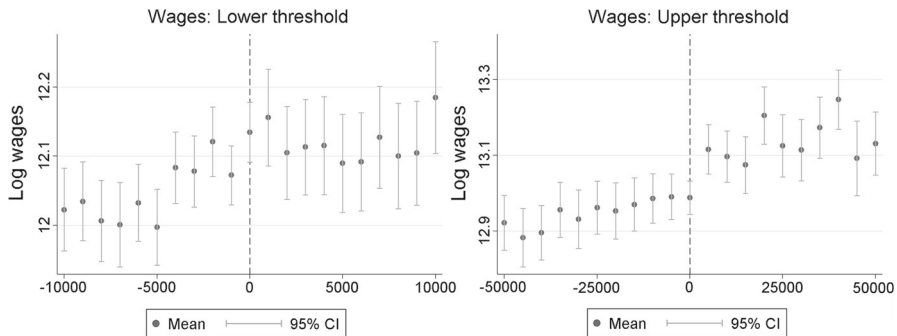 Wages: Lower threshold
Log wages
12.2
12.1
12
-10000 -5000 0 5000 10000
Mean 95% CI
Wages: Upper threshold
Log wages
13.3
13.1
12.9
-50000 -25000 0 25000 50000
Mean 95% CI